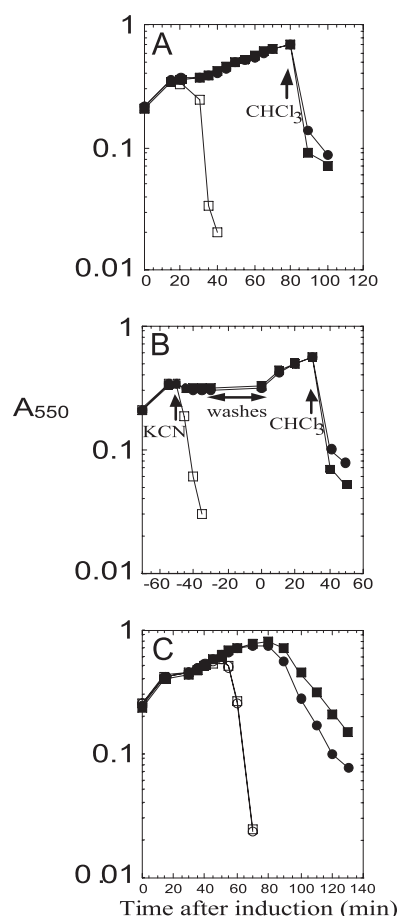 A
1
0.1
0.01
CHCl3
0 20 40 60 80 100 120
B
A550
1
0.1
0.01
KCN
washes
CHCl3
-60 -40 -20 0 20 40 60
C
1
0.1
0.01
0 20 40 60 80 100 120 140
Time after induction (min)